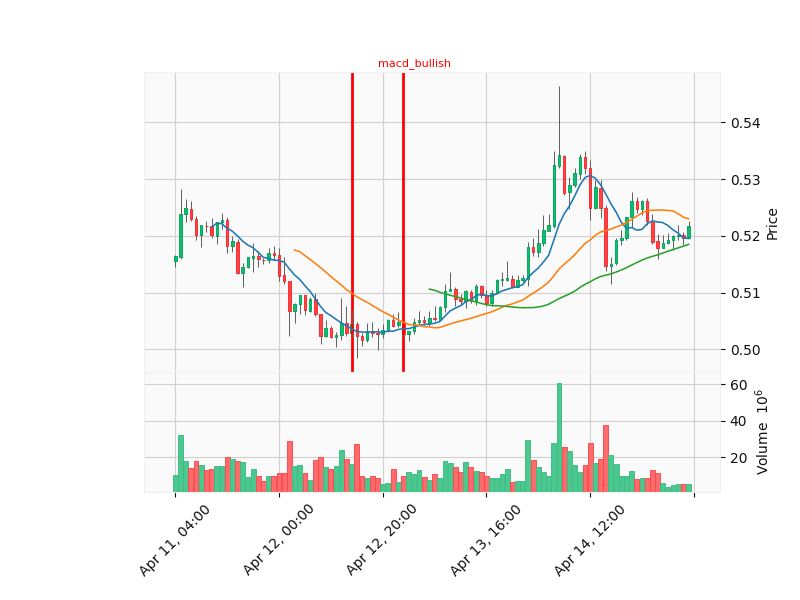 macd_bullish
0.54
0.53
0.52
0.51
0.50
Price
60
40
20
Volume 10^6
Apr 11, 04:00
Apr 12, 00:00
Apr 12, 20:00
Apr 13, 16:00
Apr 14, 12:00